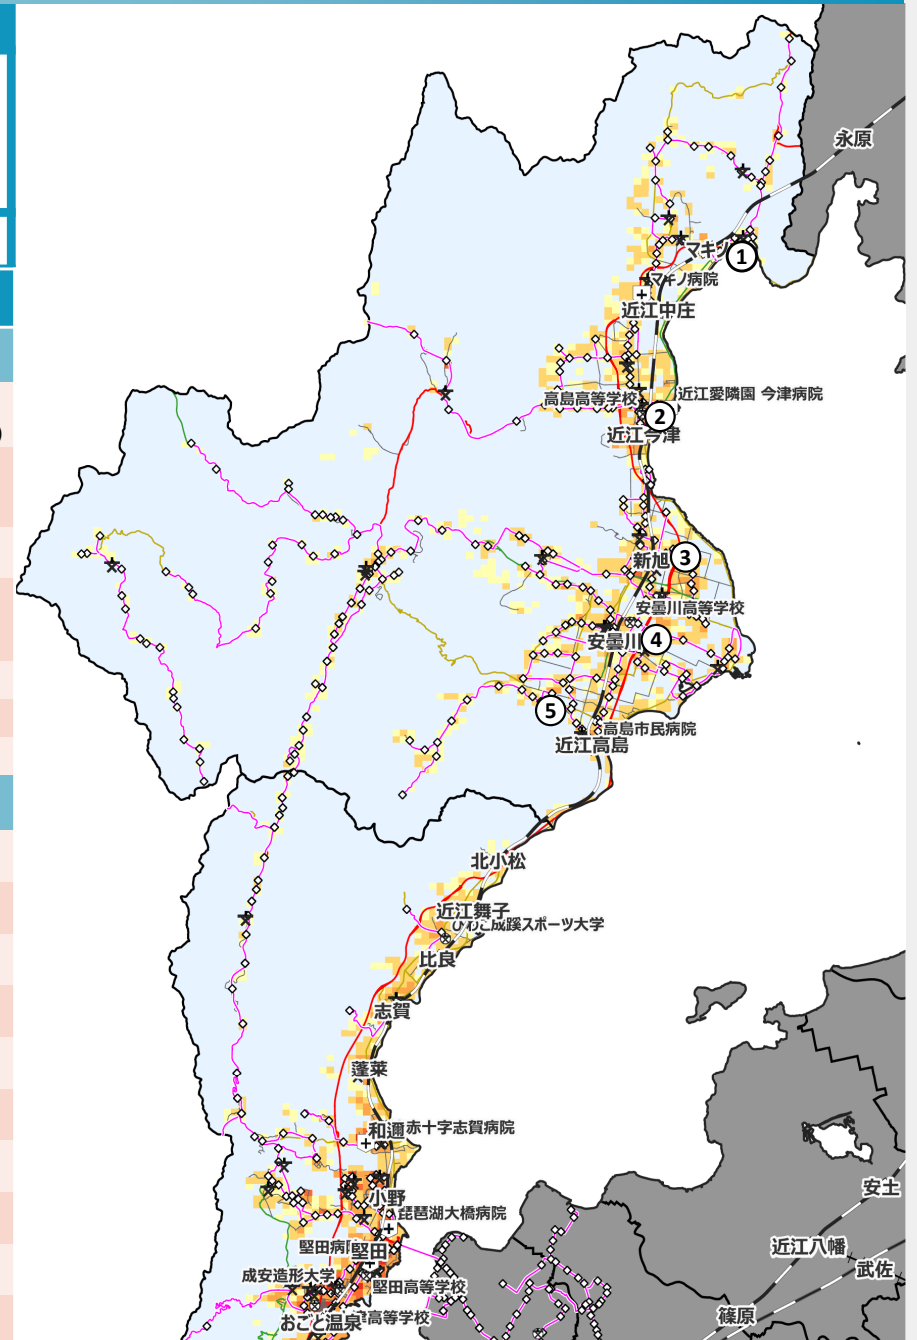 永原
マキノ
①
マキノ病院
近江中庄
近江愛隣園 今津病院
高島高等学校
②
近江今津
新旭
③
安曇川高等学校
安曇川
④
⑤
高島市民病院
近江高島
北小松
近江舞子
びわこ成蹊スポーツ大学
比良
志賀
蓬莱
和邇
赤十字志賀病院
安土
小野
琵琶湖大橋病院
近江八幡
堅田病院
堅田
武佐
成安造形大学
堅田高等学校
篠原
高等学校
おごと温泉